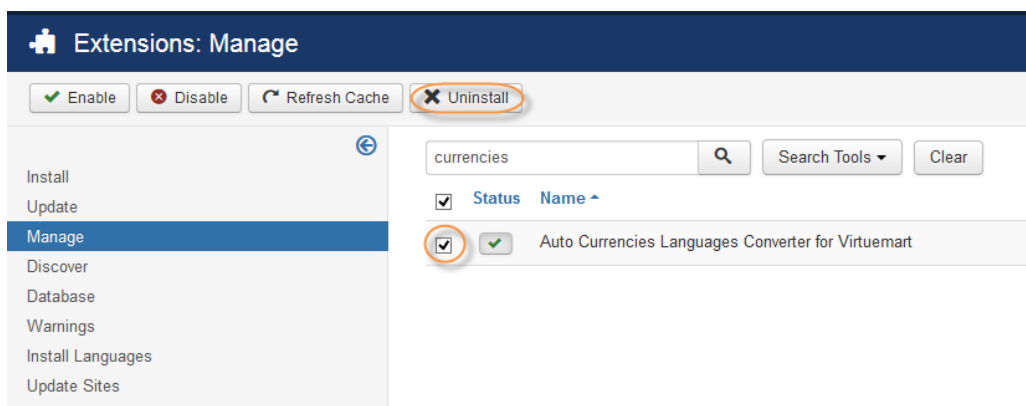 Extensions: Manage
Enable Disable Refresh Cache Uninstall
currencies Search Tools Clear
Install
Status Name
Update
Manage
Auto Currencies Languages Converter for Virtuemart
Discover
Database
Warnings
Install Languages
Update Sites